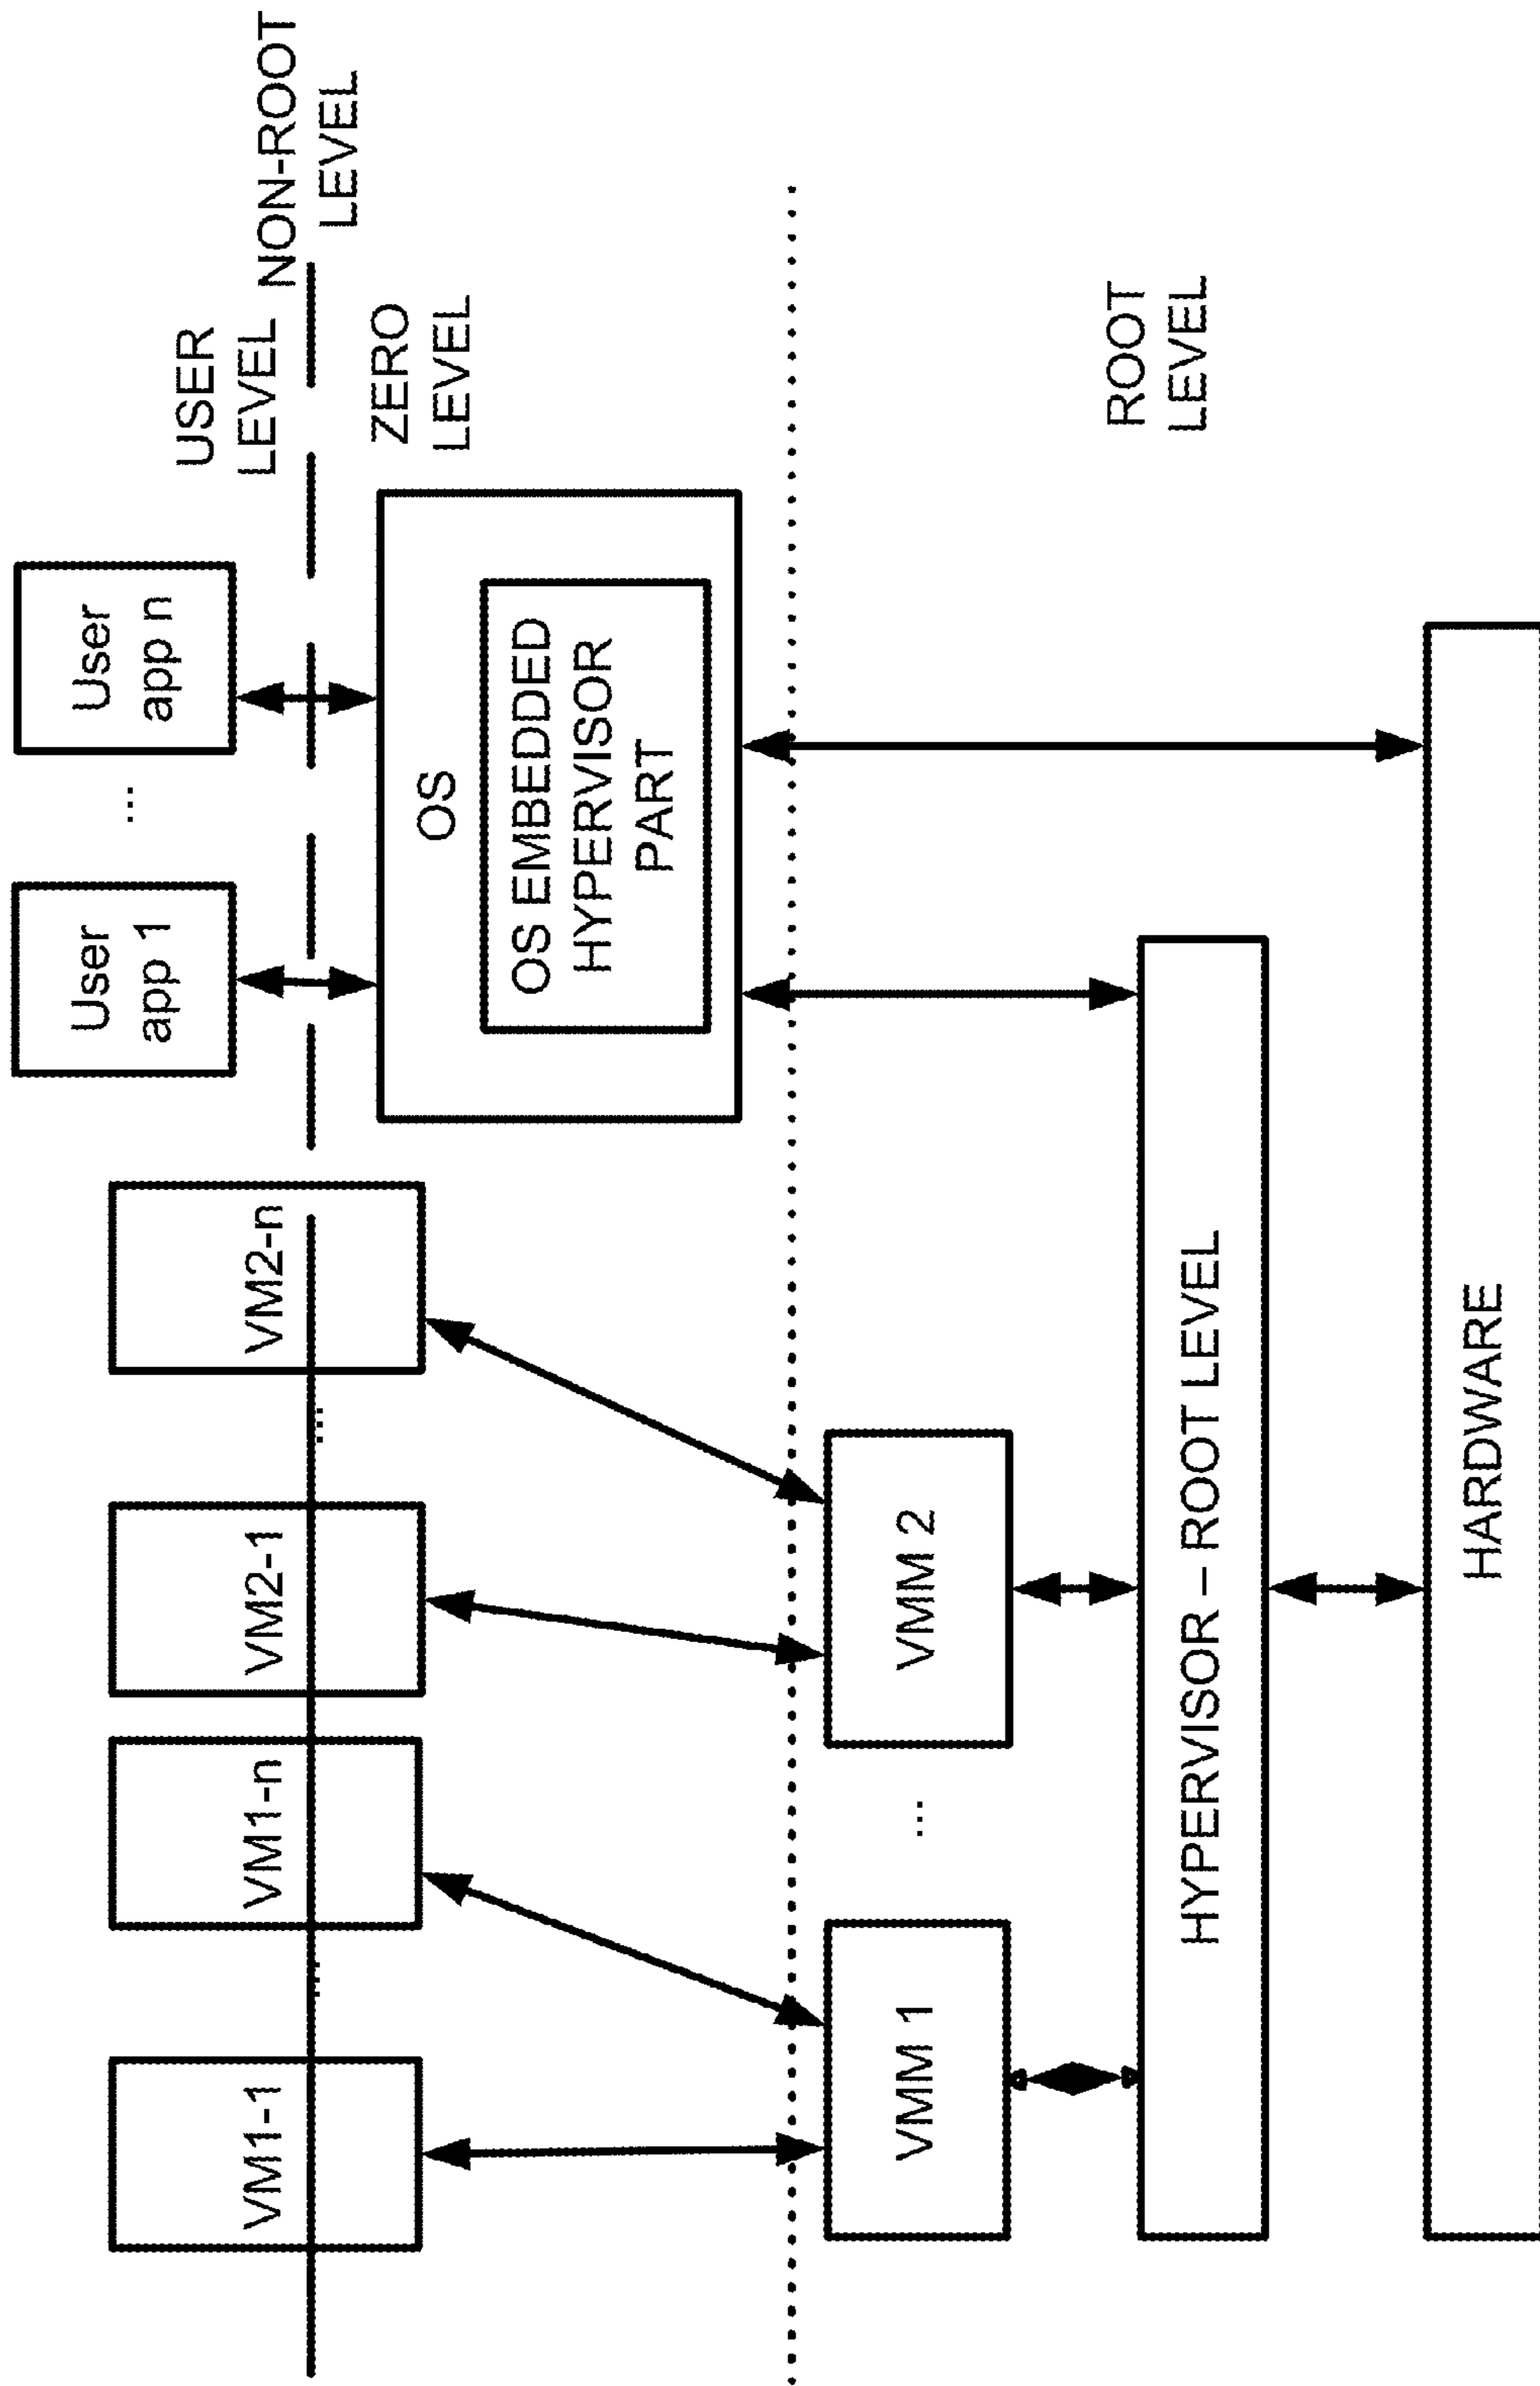 User
app 1
...
User
app n
USER
LEVEL
NON-ROOT
LEVEL
VM1-1
...
VM1-n
VM2-1
...
VM2-n
OS
OS EMBEDDED
HYPERVISOR
PART
ZERO
LEVEL
VMM 1
...
VMM 2
ROOT
LEVEL
HYPERVISOR – ROOT LEVEL
HARDWARE